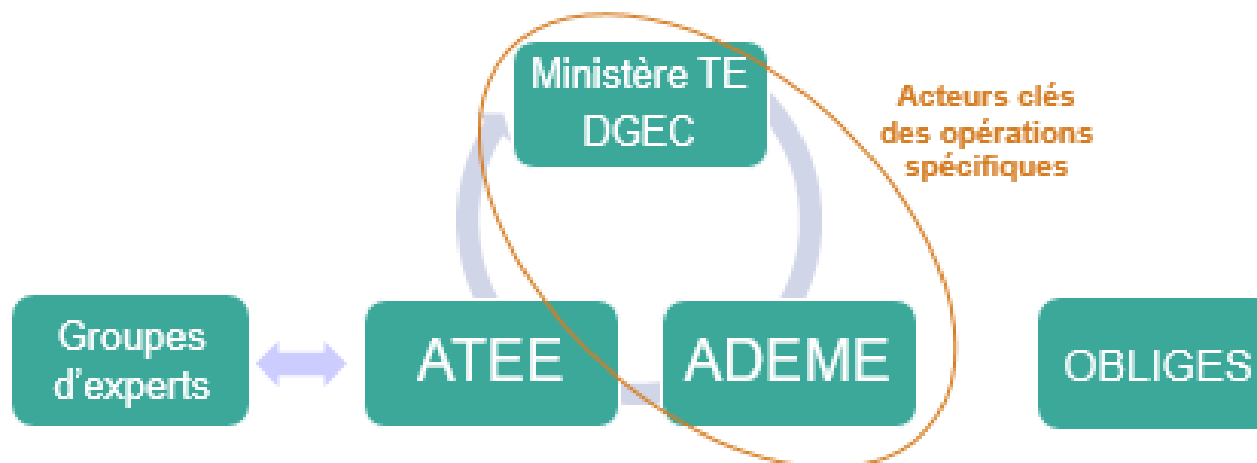 Ministère TE
DGEC
Acteurs clés
des opérations
spécifiques
Groupes
d'experts
ATEE
ADEME
OBLIGES